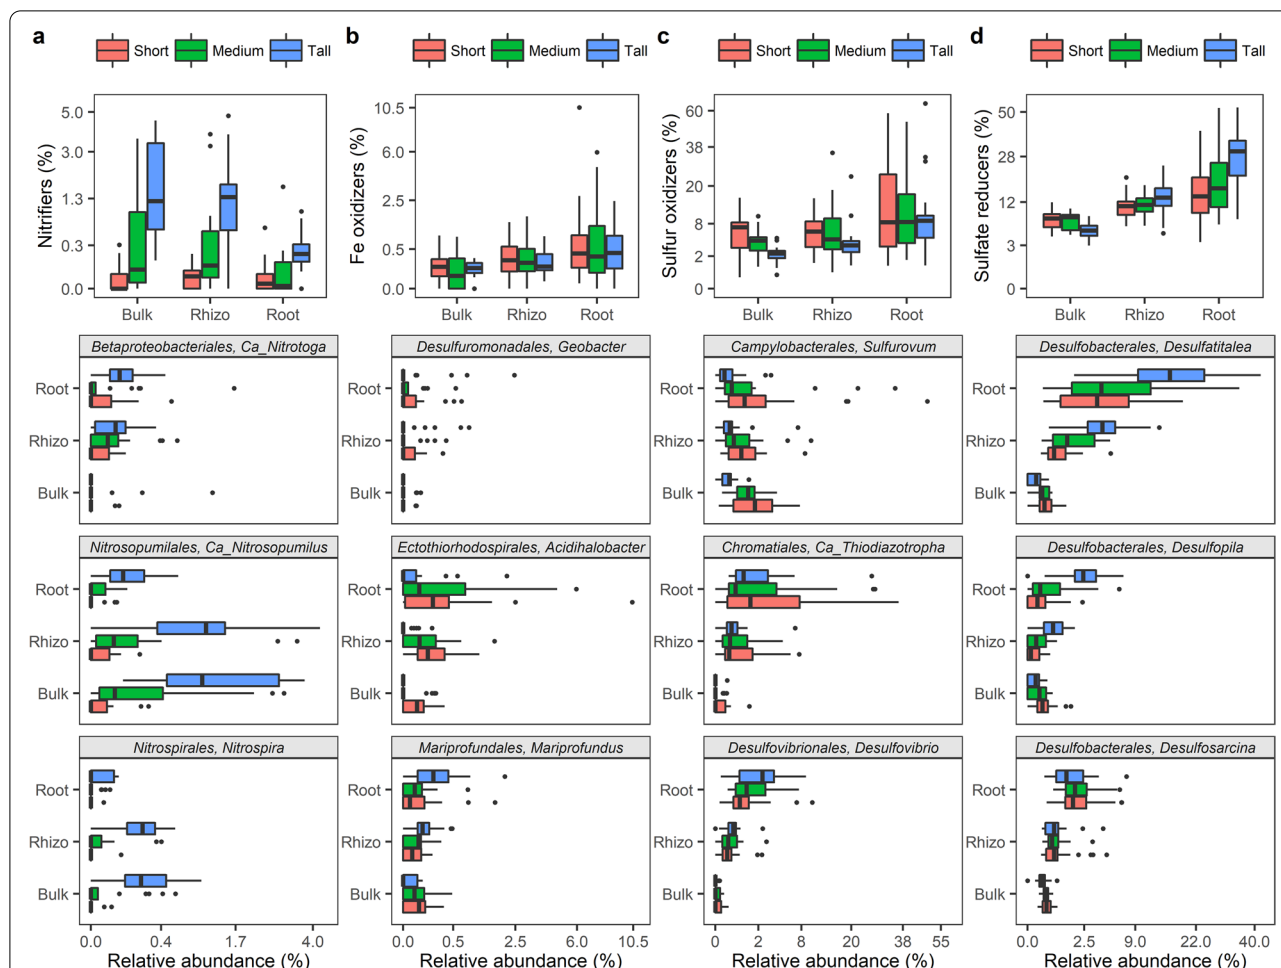 a Short Medium Tall
b Short Medium Tall
c Short Medium Tall
d Short Medium Tall
Nitrifiers (%)
5.0
3.0
1.3
0.3
0.0
Bulk Rhizo Root
Fe oxidizers (%)
10.5
6.0
2.5
0.5
0.0
Bulk Rhizo Root
Sulfur oxidizers (%)
60
38
20
8
2
0
Bulk Rhizo Root
Sulfate reducers (%)
50
28
12
3
0
Bulk Rhizo Root
Betaproteobacteriales, Ca_Nitrotoga
Root
Rhizo
Bulk
Desulfuromonadales, Geobacter
Root
Rhizo
Bulk
Campylobacterales, Sulfurovum
Root
Rhizo
Bulk
Desulfobacterales, Desulfatitalea
Root
Rhizo
Bulk
Nitrosopumilales, Ca_Nitrosopumilus
Root
Rhizo
Bulk
Ectothiorhodospirales, Acidihalobacter
Root
Rhizo
Bulk
Chromatiales, Ca_Thiodiazotropha
Root
Rhizo
Bulk
Desulfobacterales, Desulfopila
Root
Rhizo
Bulk
Nitrospirales, Nitrospira
Root
Rhizo
Bulk
0.0 0.4 1.7 4.0
Relative abundance (%)
Mariprofundales, Mariprofundus
Root
Rhizo
Bulk
0.0 0.5 2.5 6.0 10.5
Relative abundance (%)
Desulfovibrionales, Desulfovibrio
Root
Rhizo
Bulk
0 2 8 20 38 55
Relative abundance (%)
Desulfobacterales, Desulfosarcina
Root
Rhizo
Bulk
0.0 2.5 9.0 22.0 40.0
Relative abundance (%)